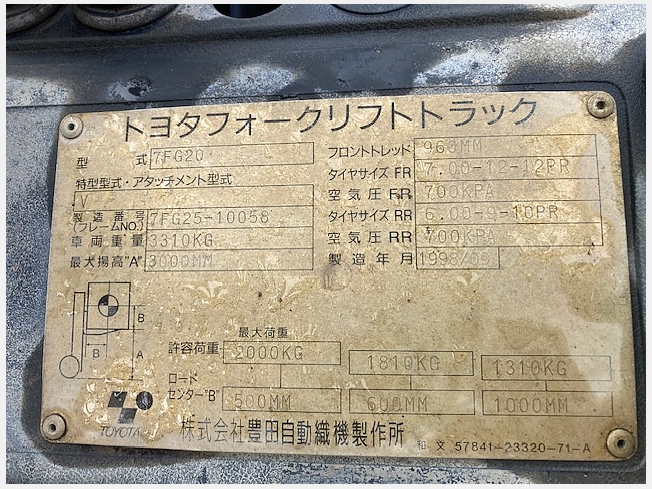 トヨタフォークリフトトラック
型 式 7FG20
特型型式・アタッチメント型式
V
製造番号 7FG25-10058
(フレームNO.)
車両重量 3310KG
最大揚高"A" 3000MM
フロントトレッド 960MM
タイヤサイズ FR 7.00-12-12PR
空気圧 FR 700KPA
タイヤサイズ RR 6.00-9-10PR
空気圧 RR 700KPA
製造年月 1998/09
B
B A
最大荷重
許容荷重 2000KG 1810KG 1310KG
ロード
センター"B" 500MM 600MM 1000MM
TOYOTA 株式会社豊田自動織機製作所
和文 57841-23320-71-A